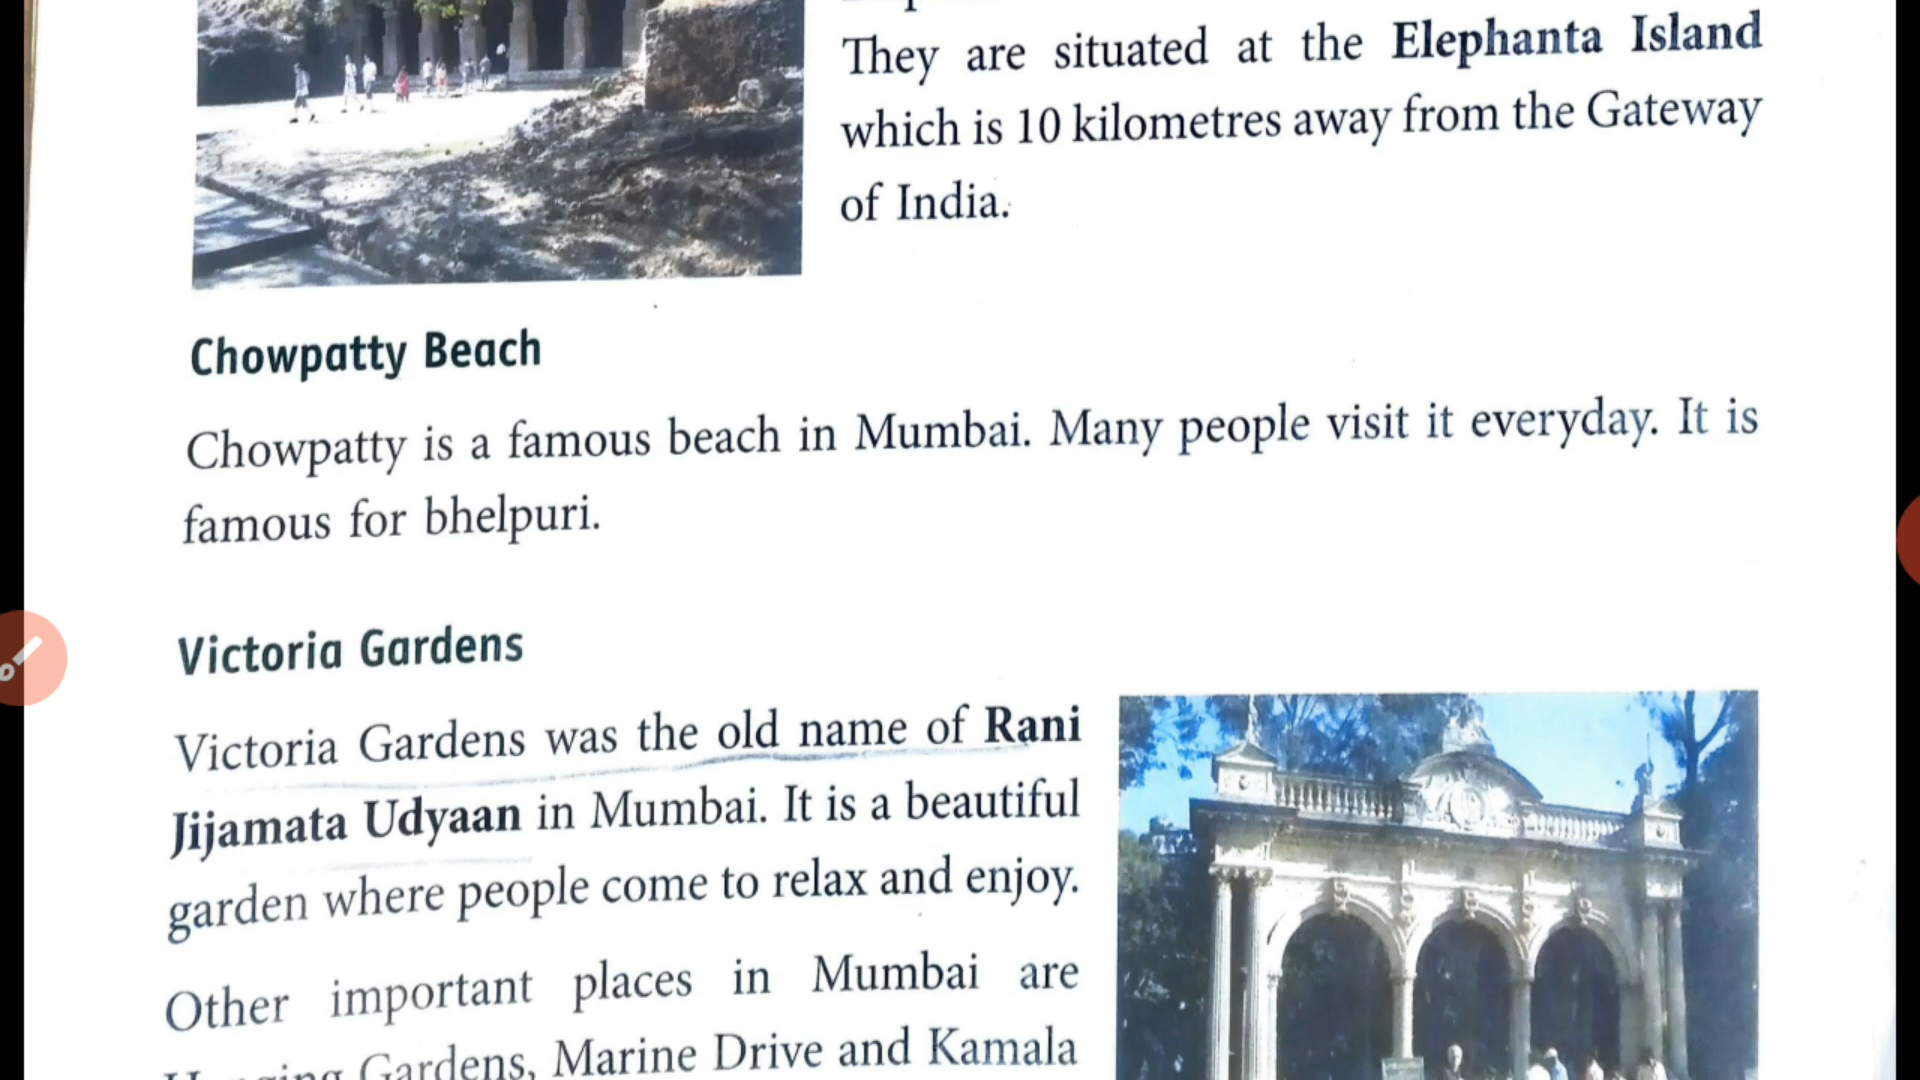 They are situated at the Elephanta Island
which is 10 kilometres away from the Gateway
of India.
Chowpatty Beach
Chowpatty is a famous beach in Mumbai. Many people visit it everyday. It is
famous for bhelpuri.
Victoria Gardens
Victoria Gardens was the old name of Rani
Jijamata Udyaan in Mumbai. It is a beautiful
garden where people come to relax and enjoy.
Other important places in Mumbai are
Hanging Gardens, Marine Drive and Kamala